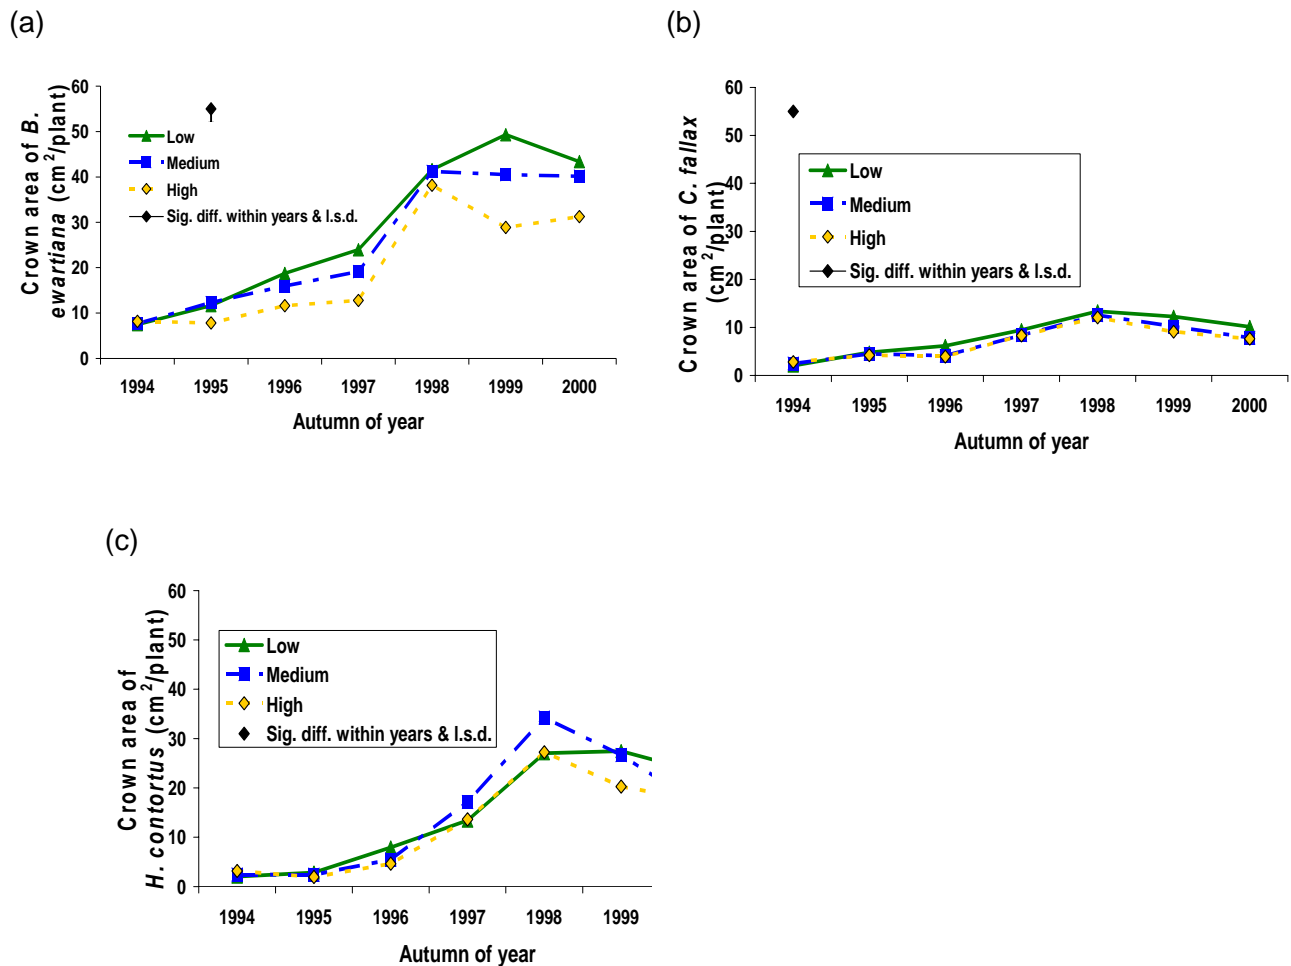 (a)
60
50
40
30
20
10
0
Crown area of B.
ewartiana (cm²/plant)
Low
Medium
High
Sig. diff. within years & l.s.d.
1994 1995 1996 1997 1998 1999 2000
Autumn of year
(b)
60
50
40
30
20
10
0
Crown area of C. fallax
(cm²/plant)
Low
Medium
High
Sig. diff. within years & l.s.d.
1994 1995 1996 1997 1998 1999 2000
Autumn of year
(c)
60
50
40
30
20
10
0
Crown area of
H. contortus (cm²/plant)
Low
Medium
High
Sig. diff. within years & l.s.d.
1994 1995 1996 1997 1998 1999
Autumn of year